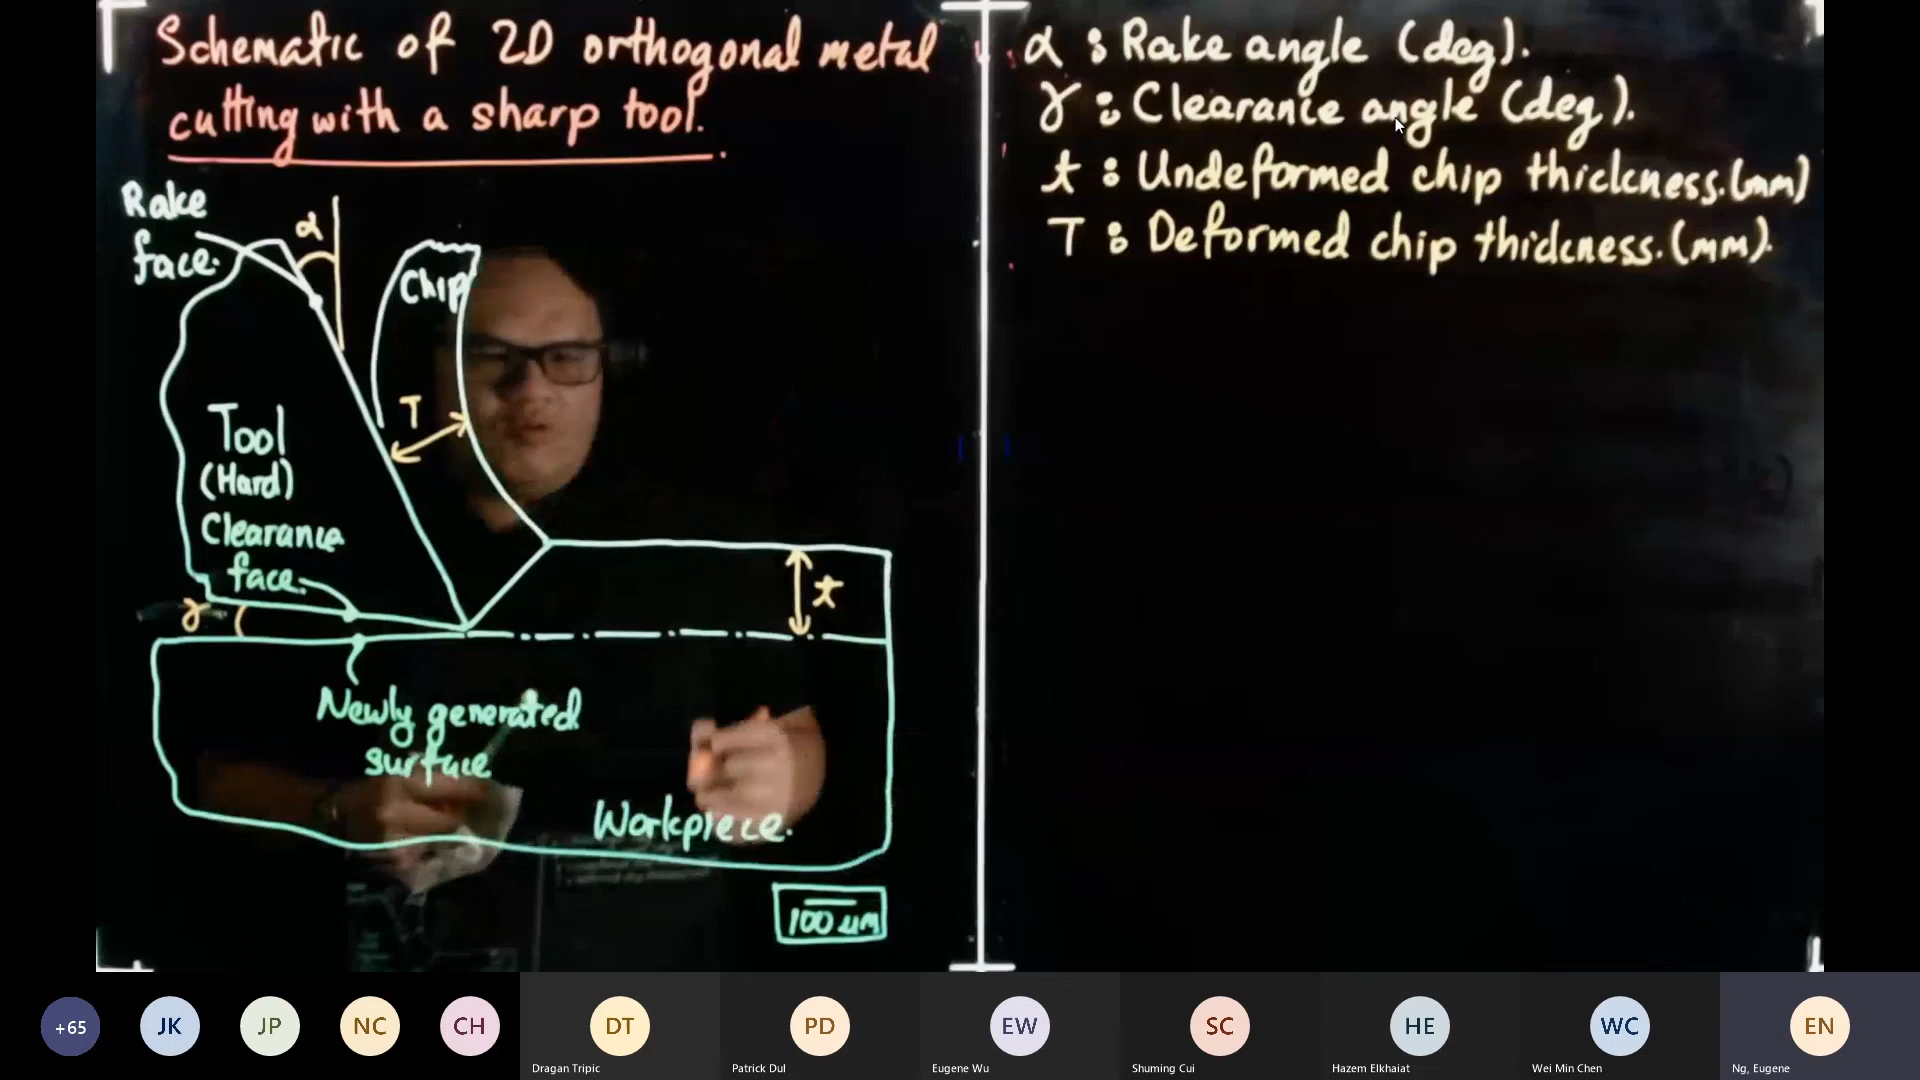 Schematic of 2D orthogonal metal
cutting with a sharp tool.
Rake
face.
α
Chip
T
Tool
(Hard)
Clearance
face.
γ
t
Newly generated
surface
Workpiece.
100 μm
α : Rake angle (deg).
γ : Clearance angle (deg).
t : Undeformed chip thickness. (mm)
T : Deformed chip thickness. (mm).
+65
JK
JP
NC
CH
DT
PD
EW
SC
HE
WC
EN
Dragan Tripic
Patrick Dul
Eugene Wu
Shuming Cui
Hazem Elkhaiat
Wei Min Chen
Ng, Eugene